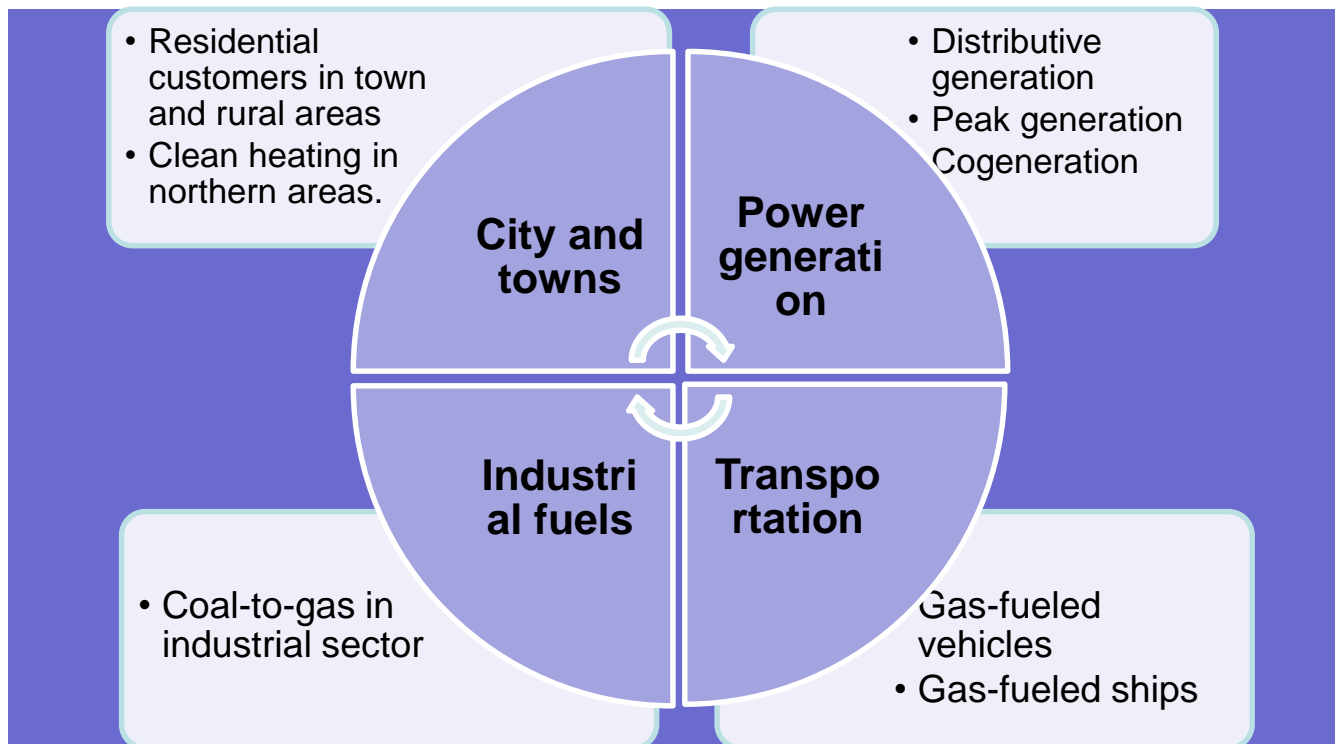 • Residential
customers in town
and rural areas
• Clean heating in
northern areas.
• Distributive
generation
• Peak generation
Cogeneration
City and
towns
Power
generati
on
Industri
al fuels
Transpo
rtation
• Coal-to-gas in
industrial sector
Gas-fueled
vehicles
• Gas-fueled ships